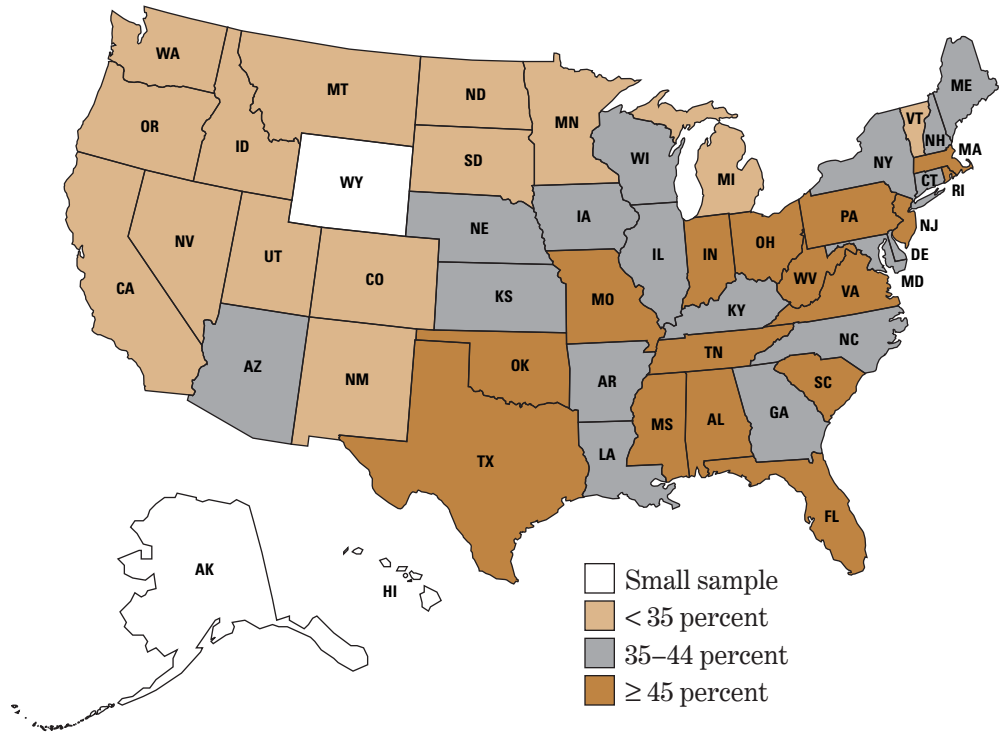 WA
MT
ND
MN
ME
VT
NH
OR
ID
SD
WI
MI
NY
MA
CT
RI
WY
IA
NE
PA
NJ
NV
UT
CO
IL
IN
OH
DE
MD
CA
KS
MO
WV
VA
KY
AZ
NM
OK
AR
TN
NC
SC
MS
AL
GA
TX
LA
FL
AK
HI
Small sample
< 35 percent
35–44 percent
≥ 45 percent